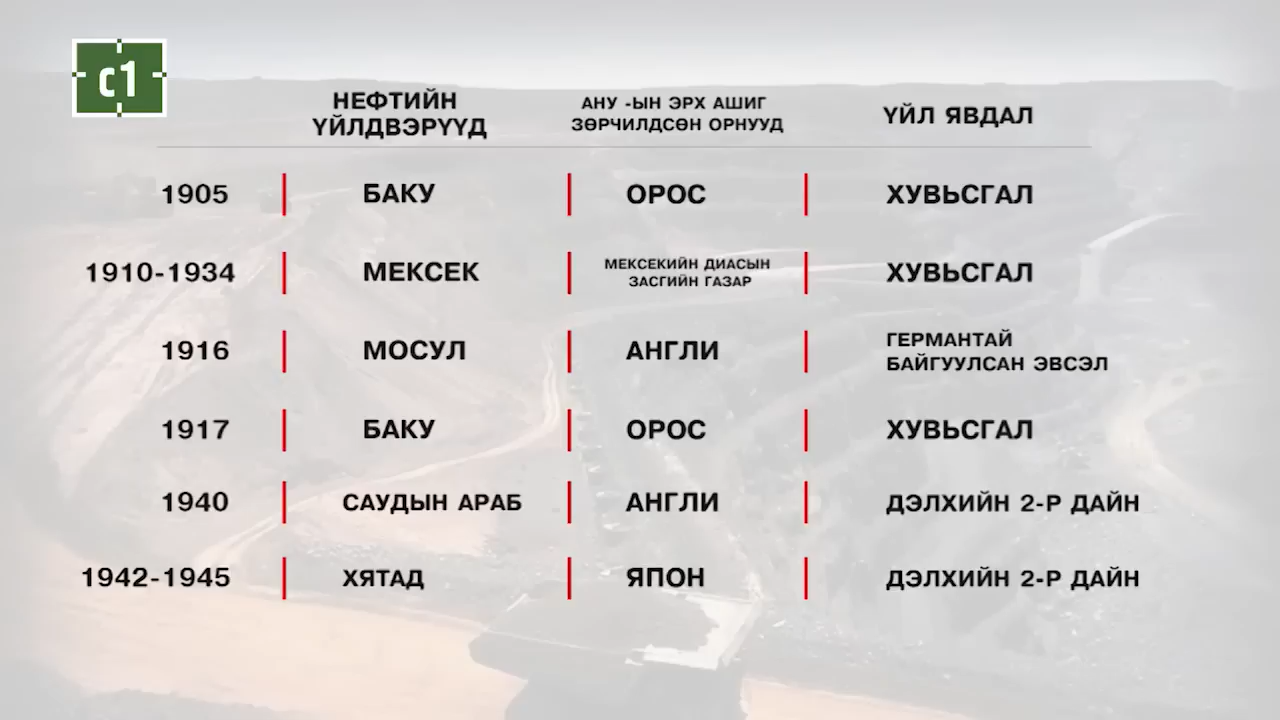 c1
НЕФТИЙН
ҮЙЛДВЭРҮҮД
АНУ -ЫН ЭРХ АШИГ
ЗӨРЧИЛДСӨН ОРНУУД
ҮЙЛ ЯВДАЛ
1905 БАКУ ОРОС ХУВЬСГАЛ
1910-1934 МЕКСЕК МЕКСЕКИЙН ДИАСЫН
ЗАСГИЙН ГАЗАР
ХУВЬСГАЛ
1916 МОСУЛ АНГЛИ ГЕРМАНТАЙ
БАЙГУУЛСАН ЭВСЭЛ
1917 БАКУ ОРОС ХУВЬСГАЛ
1940 САУДЫН АРАБ АНГЛИ ДЭЛХИЙН 2-Р ДАЙН
1942-1945 ХЯТАД ЯПОН ДЭЛХИЙН 2-Р ДАЙН